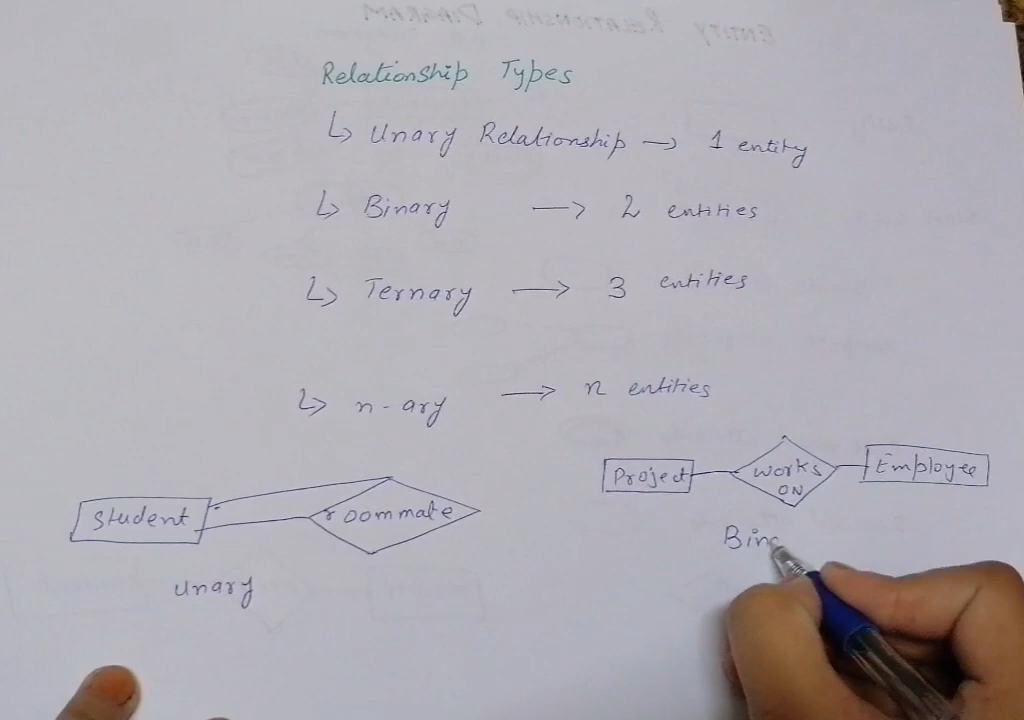 Relationship Types
↳ Unary Relationship → 1 entity
↳ Binary → 2 entities
↳ Ternary → 3 entities
↳ n-ary → n entities
Project works ON Employee
Student roommate
Bina
unary